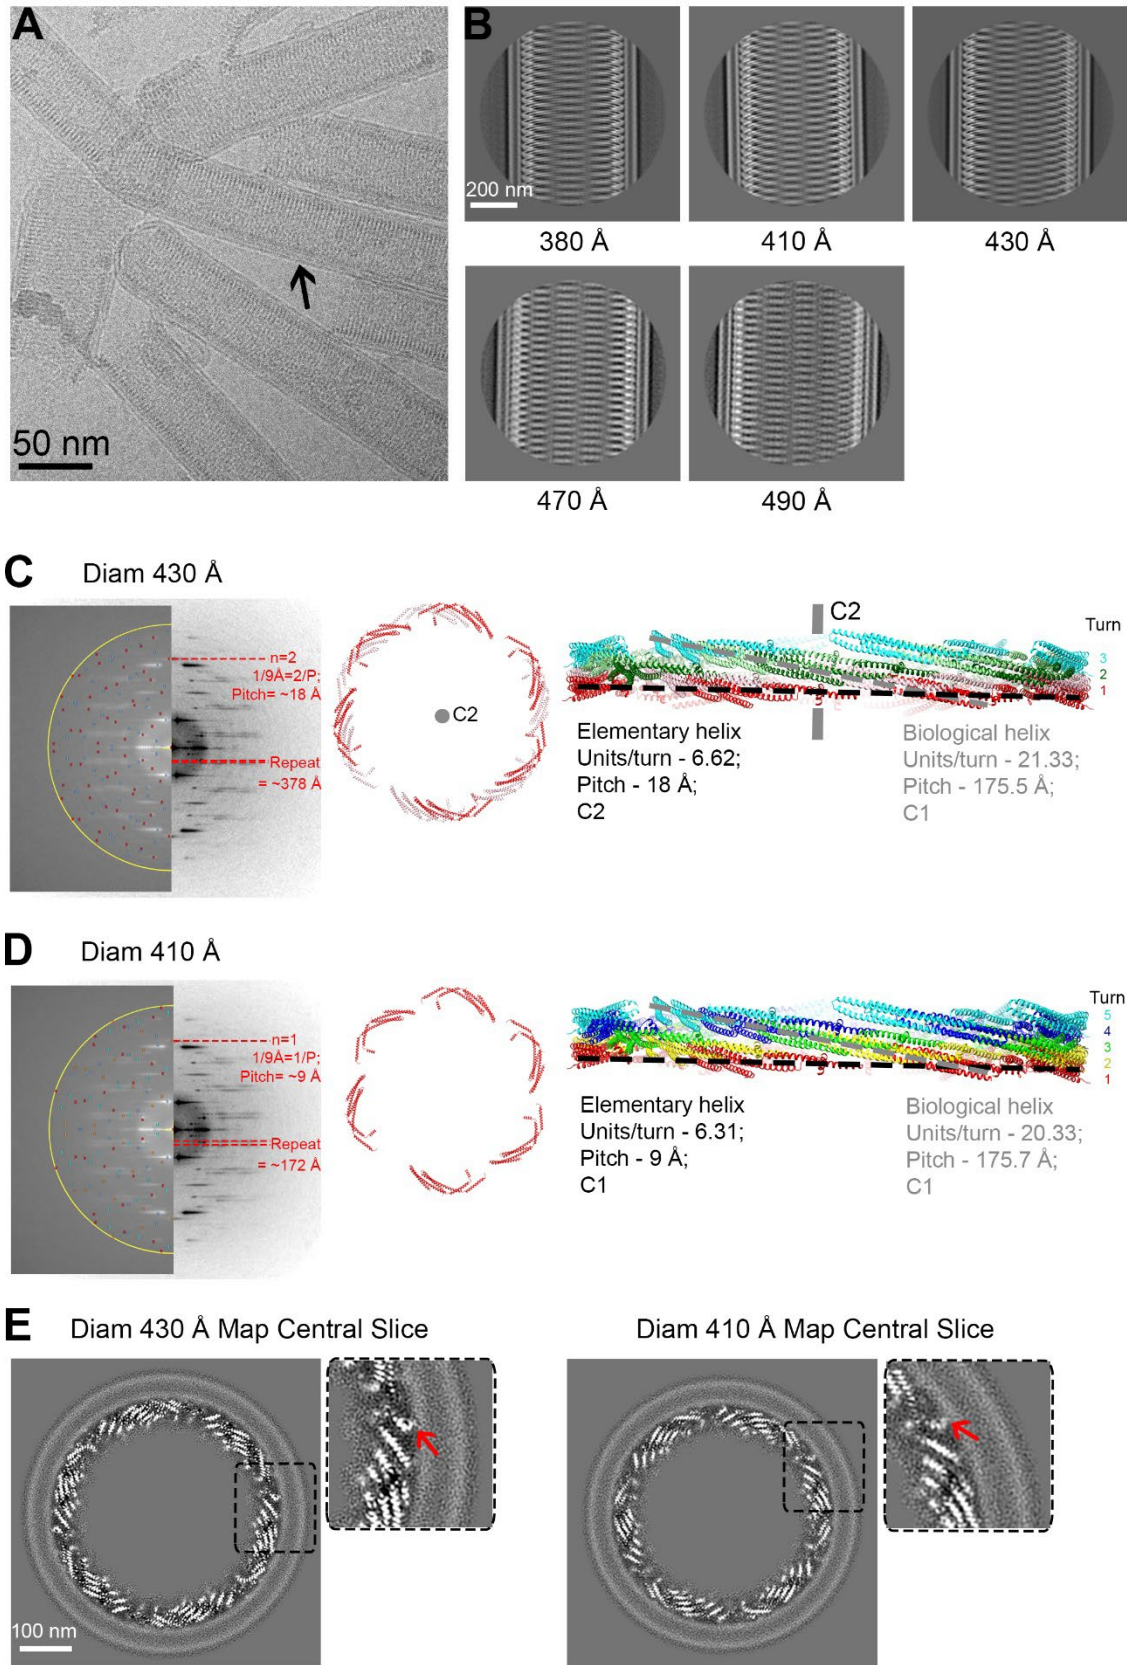 A
B
50 nm
200 nm
380 Å
410 Å
430 Å
470 Å
490 Å
C
Diam 430 Å
n=2
1/9Å=2/P;
Pitch= ~18 Å
Repeat
= ~378 Å
C2
C2
Turn
3
2
1
Elementary helix
Units/turn - 6.62;
Pitch - 18 Å;
C2
Biological helix
Units/turn - 21.33;
Pitch - 175.5 Å;
C1
D
Diam 410 Å
n=1
1/9Å=1/P;
Pitch= ~9 Å
Repeat
= ~172 Å
Turn
5
4
3
2
1
Elementary helix
Units/turn - 6.31;
Pitch - 9 Å;
C1
Biological helix
Units/turn - 20.33;
Pitch - 175.7 Å;
C1
E
Diam 430 Å Map Central Slice
Diam 410 Å Map Central Slice
100 nm